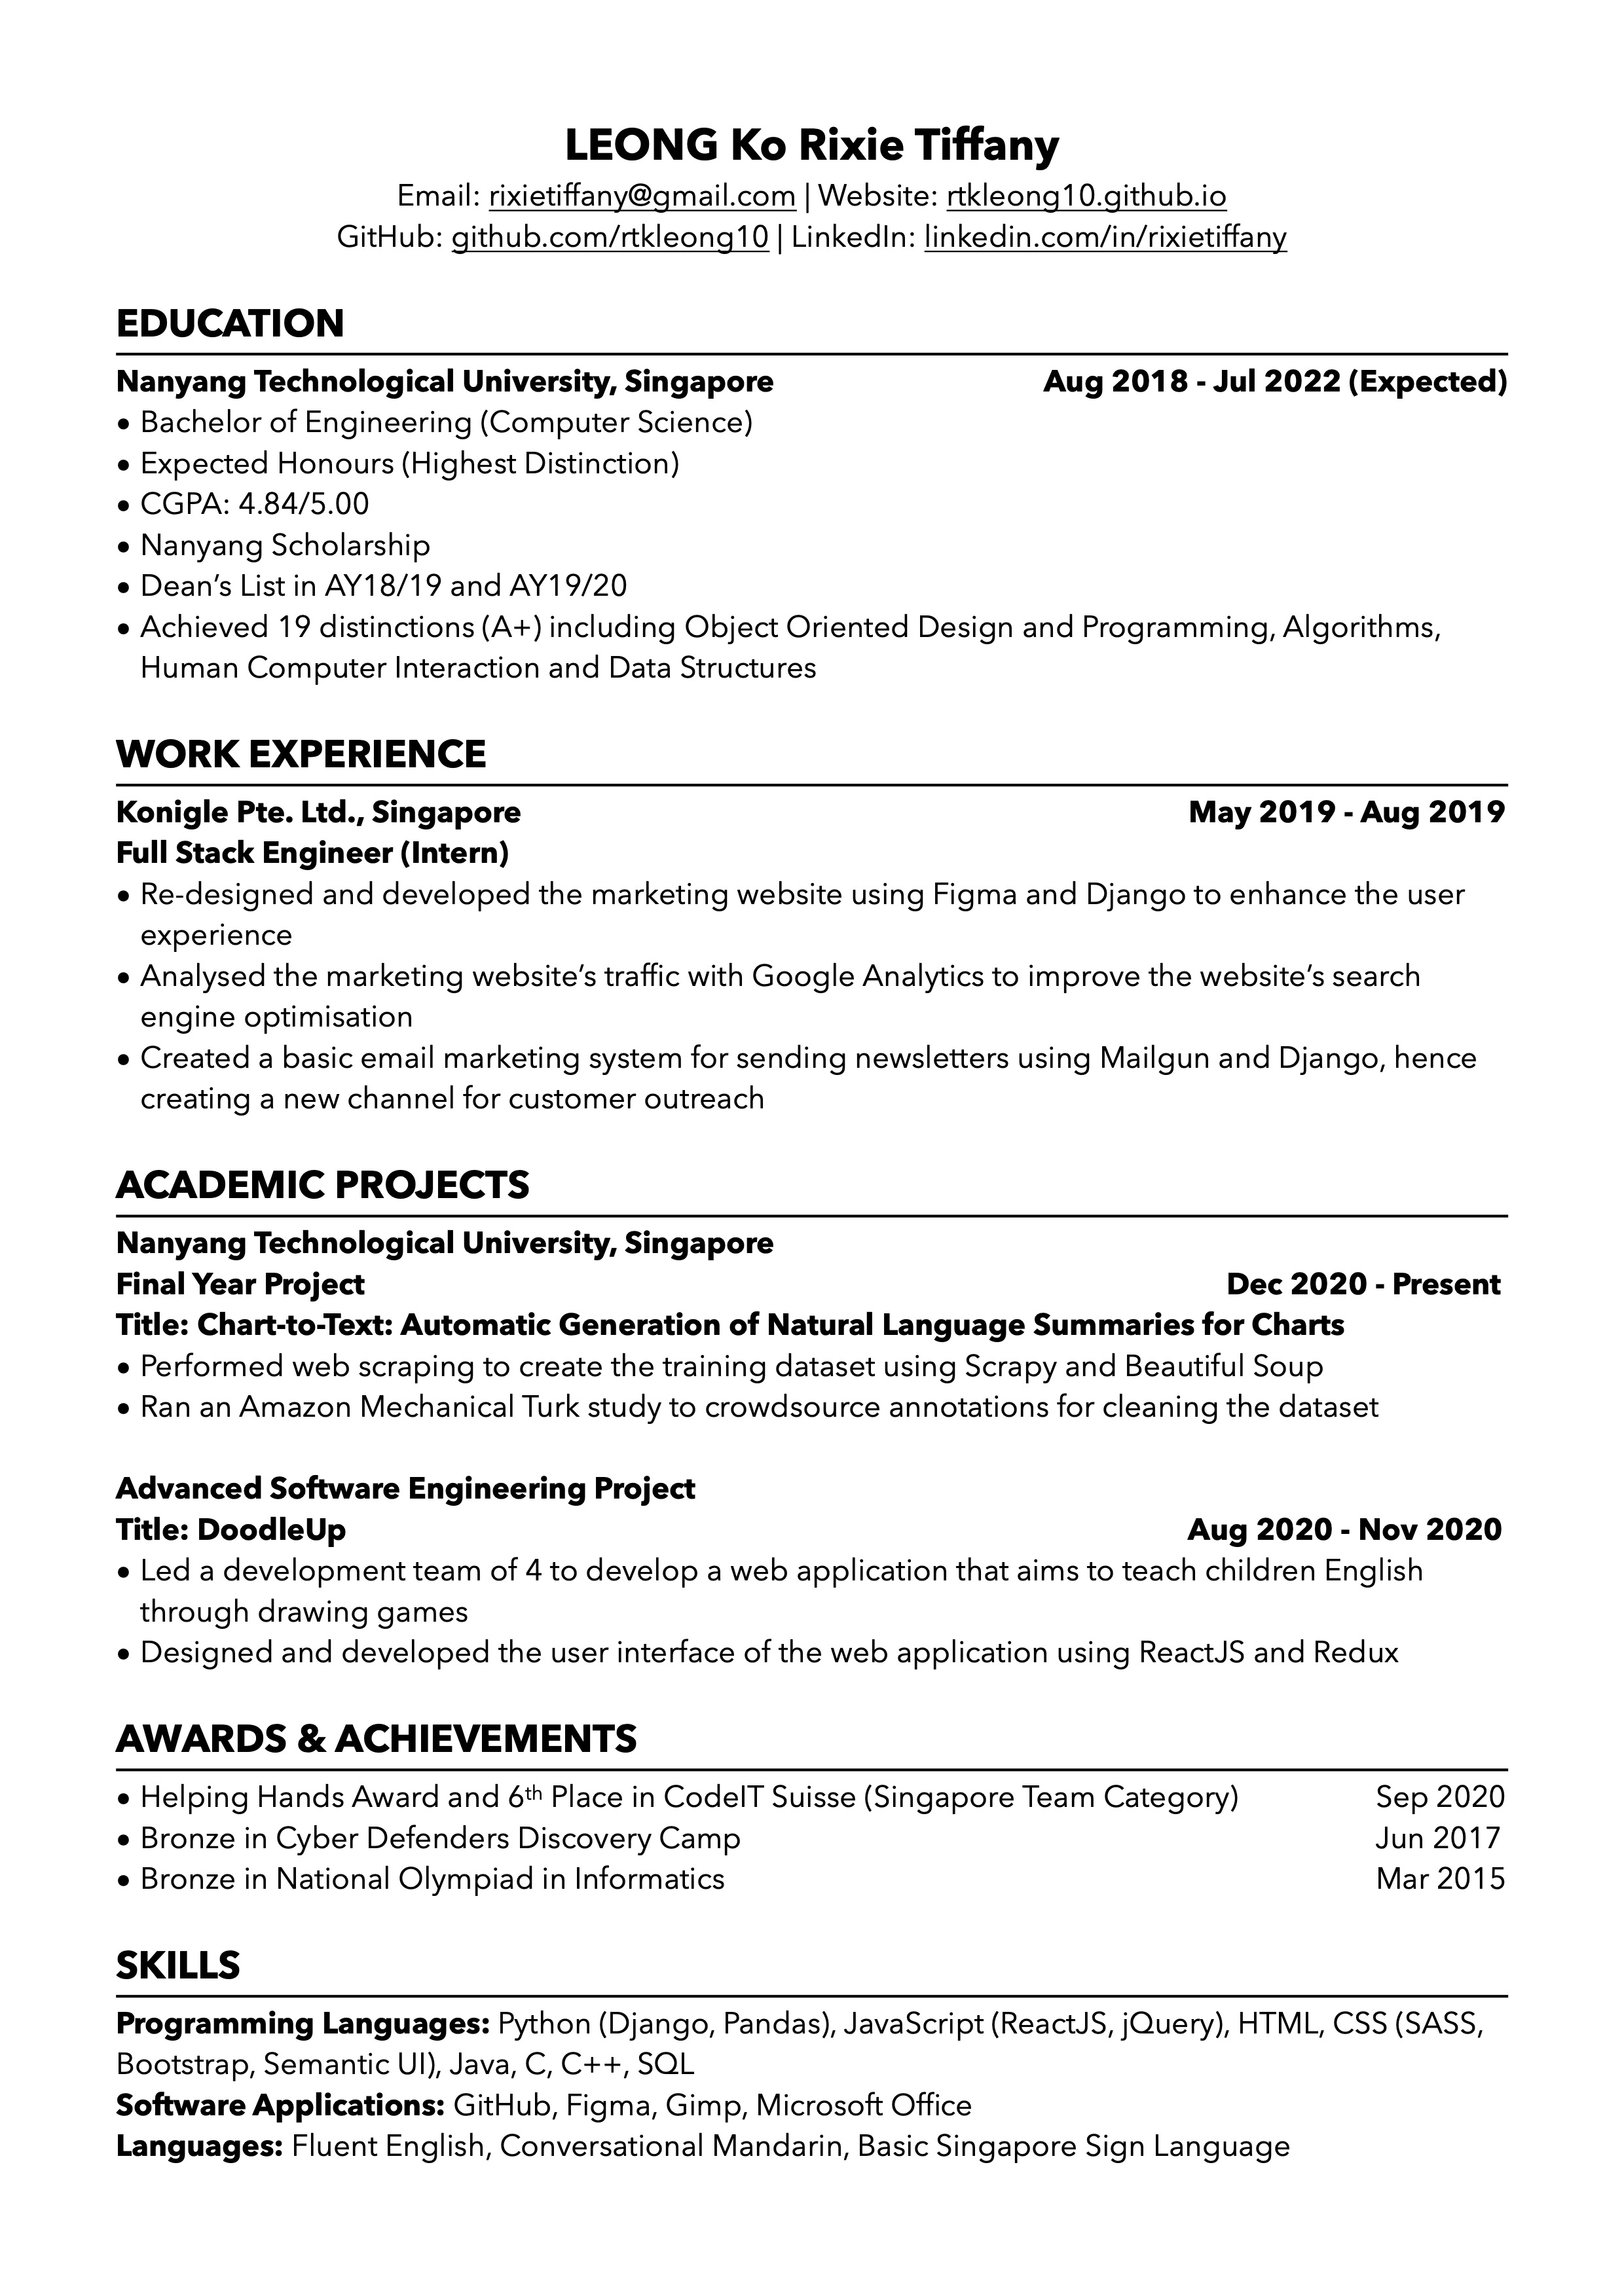 LEONG Ko Rixie Tiffany
Email: rixietiffany@gmail.com | Website: rtkleong10.github.io
GitHub: github.com/rtkleong10 | LinkedIn: linkedin.com/in/rixietiffany
EDUCATION
Nanyang Technological University, Singapore Aug 2018 - Jul 2022 (Expected)
• Bachelor of Engineering (Computer Science)
• Expected Honours (Highest Distinction)
• CGPA: 4.84/5.00
• Nanyang Scholarship
• Dean’s List in AY18/19 and AY19/20
• Achieved 19 distinctions (A+) including Object Oriented Design and Programming, Algorithms,
Human Computer Interaction and Data Structures
WORK EXPERIENCE
Konigle Pte. Ltd., Singapore May 2019 - Aug 2019
Full Stack Engineer (Intern)
• Re-designed and developed the marketing website using Figma and Django to enhance the user
experience
• Analysed the marketing website’s traffic with Google Analytics to improve the website’s search
engine optimisation
• Created a basic email marketing system for sending newsletters using Mailgun and Django, hence
creating a new channel for customer outreach
ACADEMIC PROJECTS
Nanyang Technological University, Singapore
Final Year Project Dec 2020 - Present
Title: Chart-to-Text: Automatic Generation of Natural Language Summaries for Charts
• Performed web scraping to create the training dataset using Scrapy and Beautiful Soup
• Ran an Amazon Mechanical Turk study to crowdsource annotations for cleaning the dataset
Advanced Software Engineering Project
Title: DoodleUp Aug 2020 - Nov 2020
• Led a development team of 4 to develop a web application that aims to teach children English
through drawing games
• Designed and developed the user interface of the web application using ReactJS and Redux
AWARDS & ACHIEVEMENTS
• Helping Hands Award and 6th Place in CodeIT Suisse (Singapore Team Category) Sep 2020
• Bronze in Cyber Defenders Discovery Camp Jun 2017
• Bronze in National Olympiad in Informatics Mar 2015
SKILLS
Programming Languages: Python (Django, Pandas), JavaScript (ReactJS, jQuery), HTML, CSS (SASS,
Bootstrap, Semantic UI), Java, C, C++, SQL
Software Applications: GitHub, Figma, Gimp, Microsoft Office
Languages: Fluent English, Conversational Mandarin, Basic Singapore Sign Language